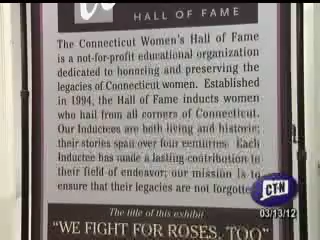 HALL OF FAME
The Connecticut Women's Hall of Fame
is a not-for-profit educational organization
dedicated to honoring and preserving the
legacies of Connecticut women. Established
in 1994, the Hall of Fame inducts women
who hail from all corners of Connecticut.
Our Inductees are both living and historic;
their stories span over four centuries. Each
Inductee has made a lasting contribution to
their field of endeavor; our mission is to
ensure that their legacies are not forgotten.
CT-N
03/13/12
The title of this exhibit
"WE FIGHT FOR ROSES, TOO"